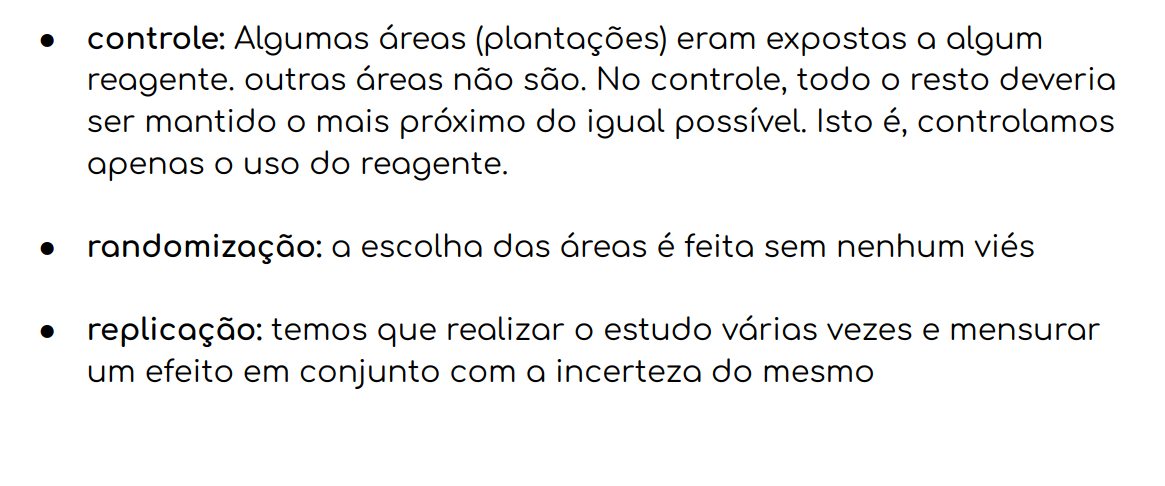 ● controle: Algumas áreas (plantações) eram expostas a algum
reagente. outras áreas não são. No controle, todo o resto deveria
ser mantido o mais próximo do igual possível. Isto é, controlamos
apenas o uso do reagente.
● randomização: a escolha das áreas é feita sem nenhum viés
● replicação: temos que realizar o estudo várias vezes e mensurar
um efeito em conjunto com a incerteza do mesmo